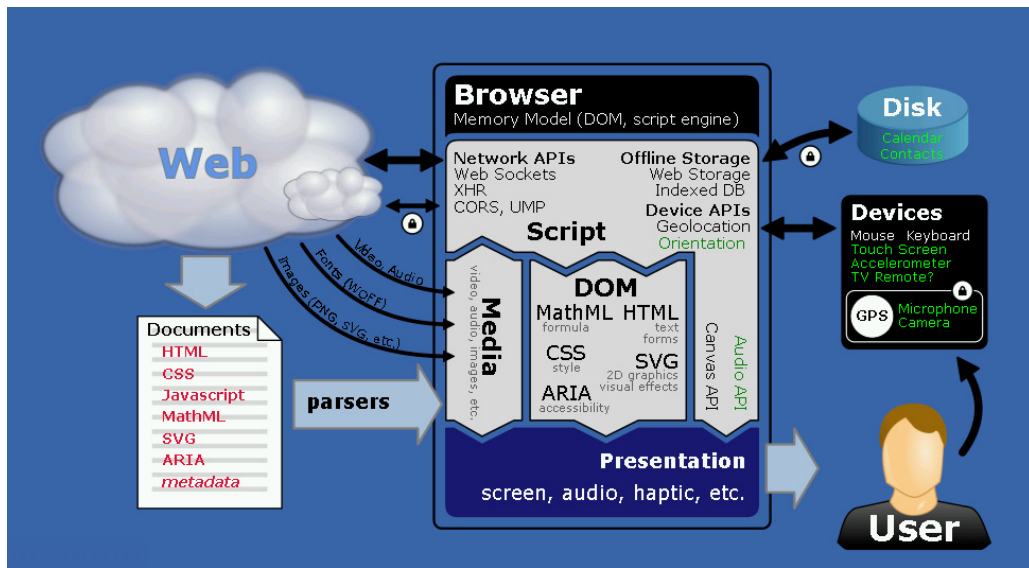 Web
Video, Audio
Fonts (WOFF)
Images (PNG, SVG, etc.)
Documents
HTML
CSS
Javascript
MathML
SVG
ARIA
metadata
parsers
Browser
Memory Model (DOM, script engine)
Network APIs
Web Sockets
XHR
CORS, UMP
Offline Storage
Web Storage
Indexed DB
Device APIs
Geolocation
Orientation
Script
Media
video, audio, images, etc.
DOM
MathML
formula
HTML
text
forms
CSS
style
SVG
2D graphics
visual effects
ARIA
accessibility
Canvas API
Audio API
Presentation
screen, audio, haptic, etc.
Disk
Calendar
Contacts
Devices
Mouse Keyboard
Touch Screen
Accelerometer
TV Remote?
GPS
Microphone
Camera
User